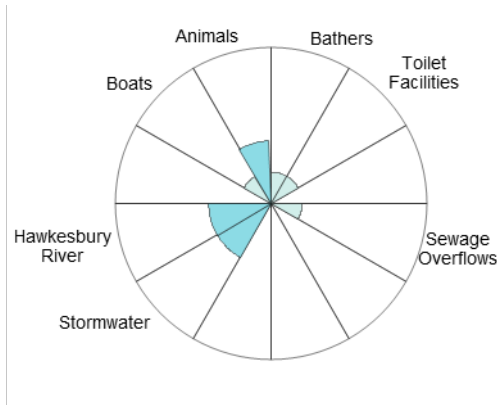 Animals
Bathers
Toilet
Facilities
Boats
Hawkesbury
River
Sewage
Overflows
Stormwater